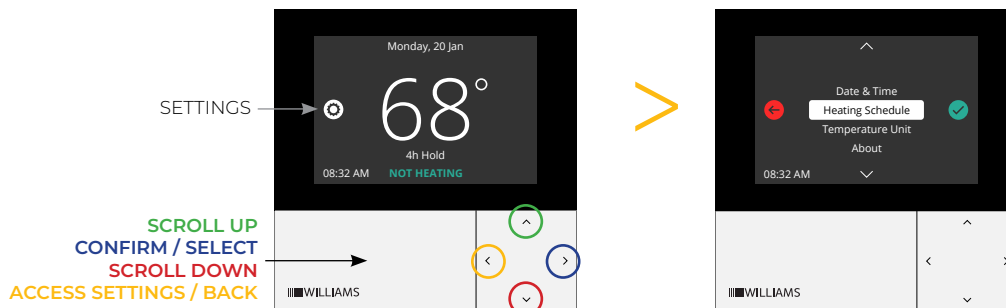 Monday, 20 Jan
SETTINGS
68°
4h Hold
08:32 AM NOT HEATING
SCROLL UP
CONFIRM / SELECT
SCROLL DOWN
ACCESS SETTINGS / BACK
WILLIAMS
>
Date & Time
Heating Schedule
Temperature Unit
About
08:32 AM
WILLIAMS